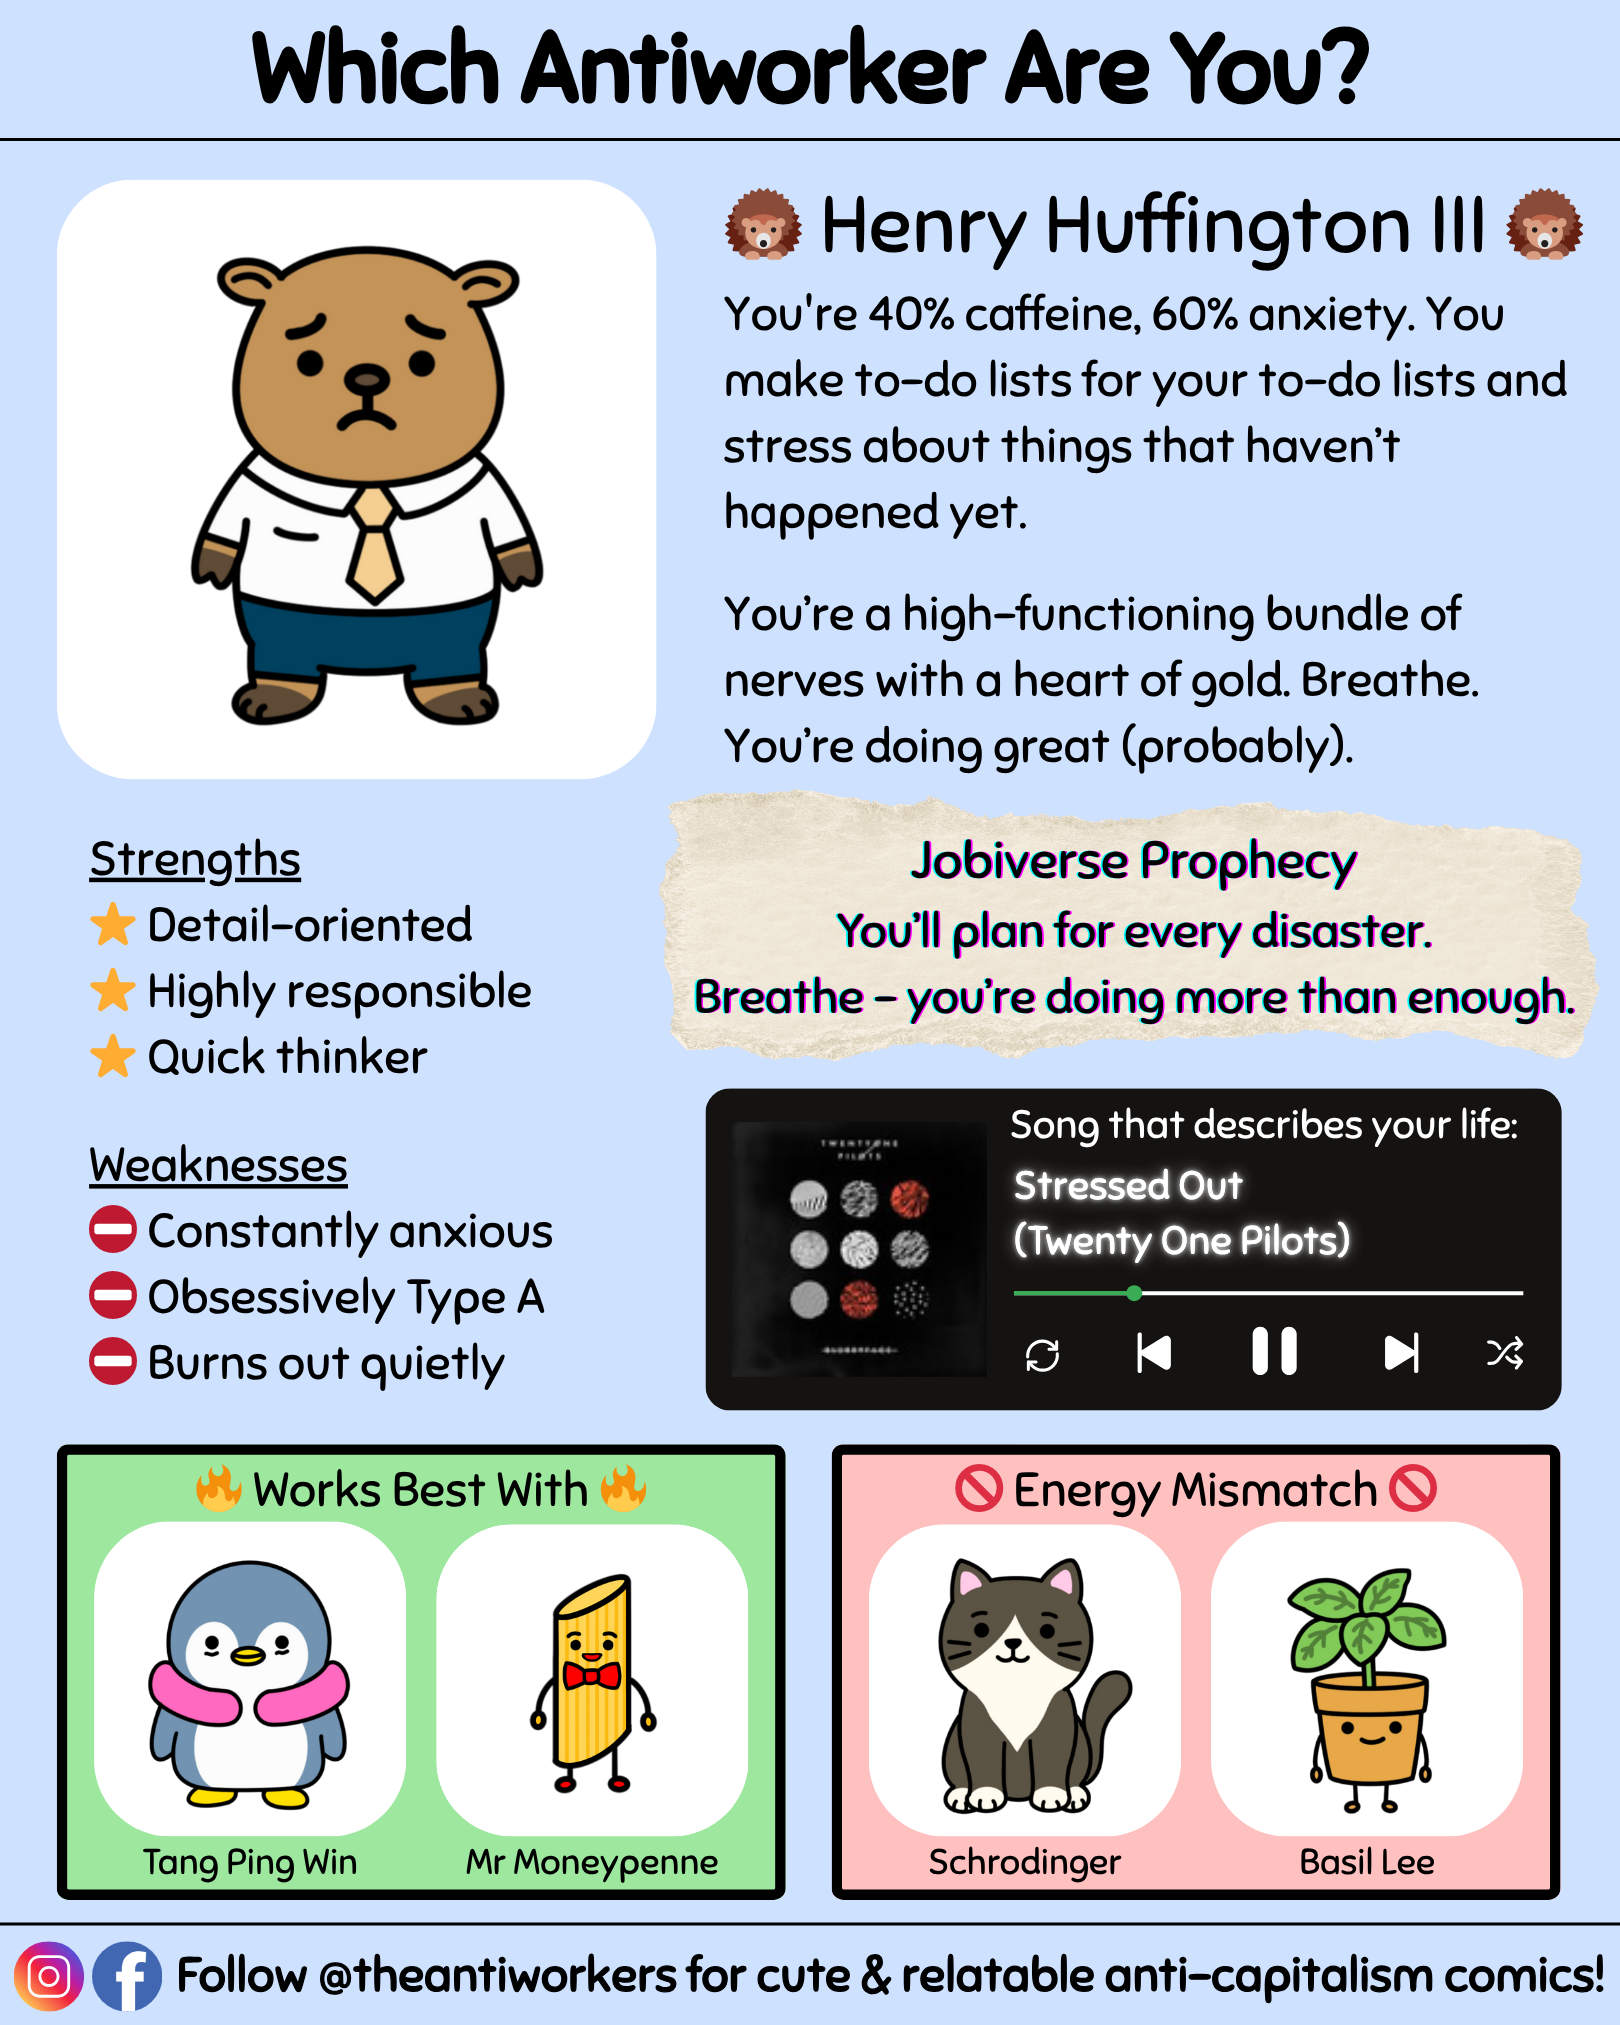 Which Antiworker Are You?
Henry Huffington III
You're 40% caffeine, 60% anxiety. You
make to-do lists for your to-do lists and
stress about things that haven’t
happened yet.
You’re a high-functioning bundle of
nerves with a heart of gold. Breathe.
You’re doing great (probably).
Strengths
Detail-oriented
Highly responsible
Quick thinker
Weaknesses
Constantly anxious
Obsessively Type A
Burns out quietly
Jobiverse Prophecy
You’ll plan for every disaster.
Breathe - you’re doing more than enough.
TWENTY ONE
PILOTS
BLURRYFACE
Song that describes your life:
Stressed Out
(Twenty One Pilots)
Works Best With
Tang Ping Win
Mr Moneypenne
Energy Mismatch
Schrodinger
Basil Lee
Follow @theantiworkers for cute & relatable anti-capitalism comics!